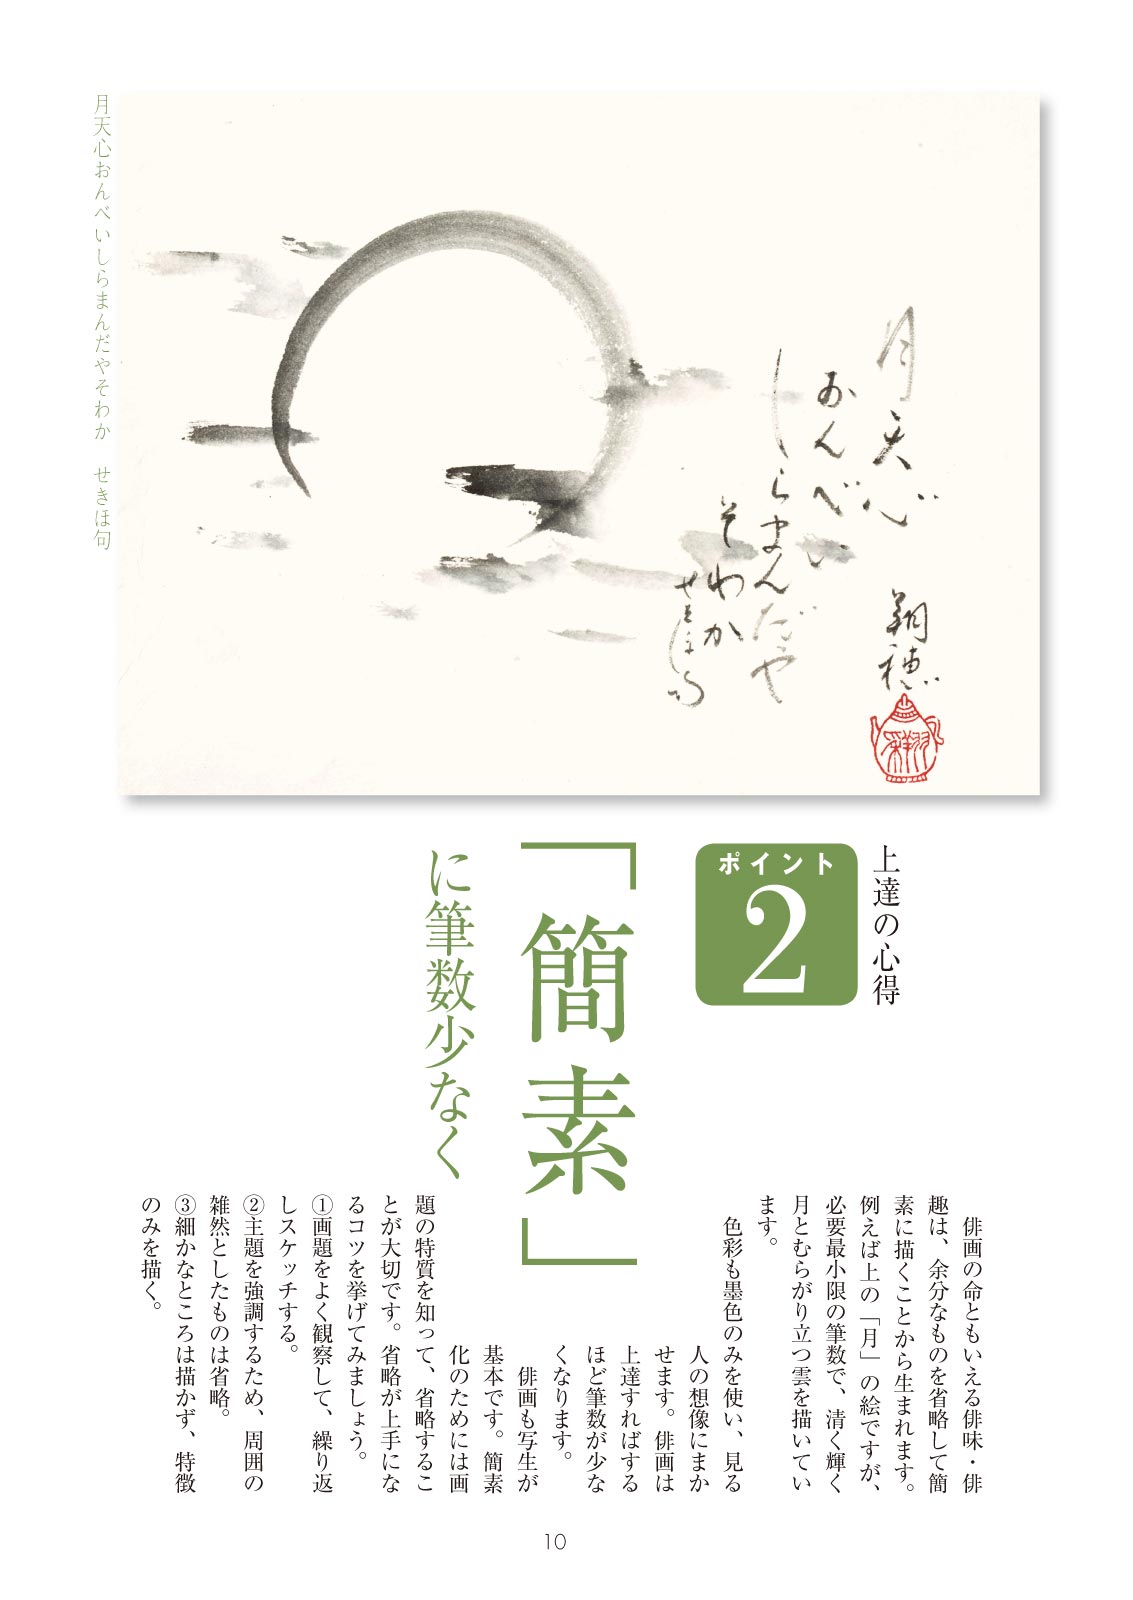 月天心
おんべい
しらまんだや
そわか
せきほ句
翔穂
月天心おんべいしらまんだやそわか　せきほ句
上達の心得
ポイント
2
「簡素」
に筆数少なく
俳画の命ともいえる俳味・俳
趣は、余分なものを省略して簡
素に描くことから生まれます。
例えば上の「月」の絵ですが、
必要最小限の筆数で、清く輝く
月とむらがり立つ雲を描いてい
ます。
色彩も墨色のみを使い、見る
人の想像にまか
せます。俳画は
上達すればする
ほど筆数が少な
くなります。
俳画も写生が
基本です。簡素
化のためには画
題の特質を知って、省略するこ
とが大切です。省略が上手にな
るコツを挙げてみましょう。
①画題をよく観察して、繰り返
しスケッチする。
②主題を強調するため、周囲の
雑然としたものは省略。
③細かなところは描かず、特徴
のみを描く。
10